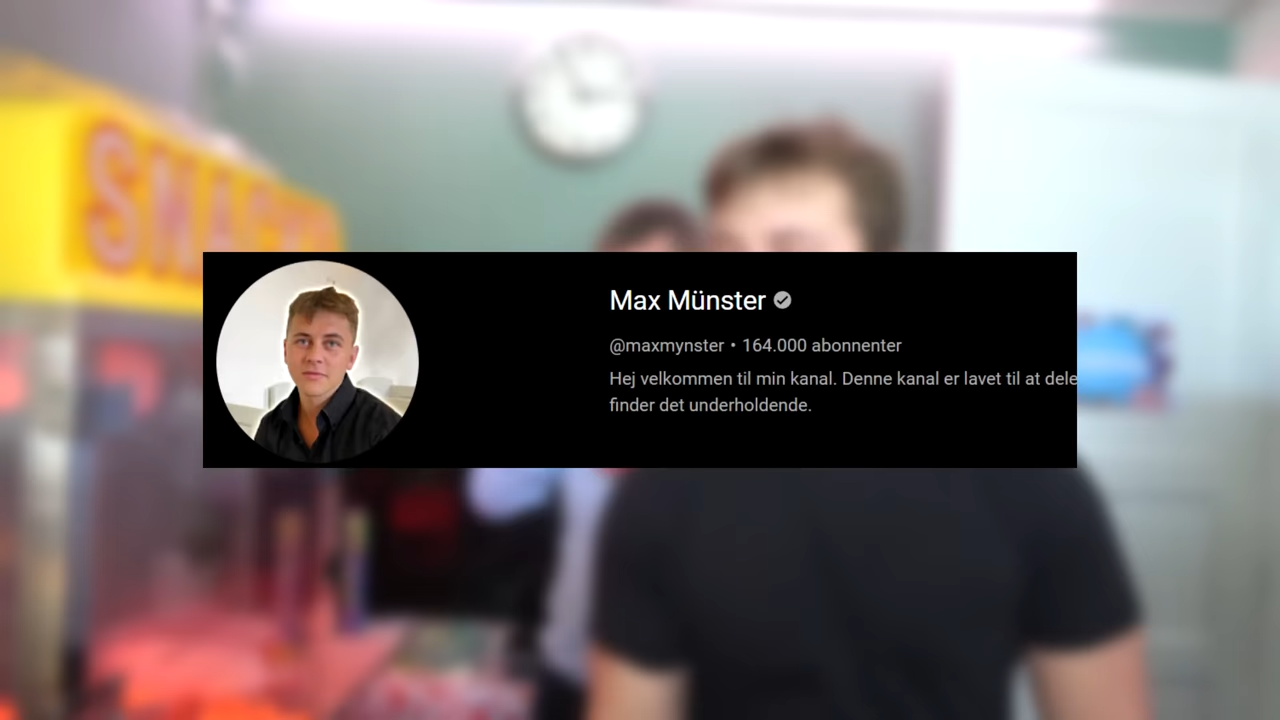 SNACK
Max Münster
@maxmynster • 164.000 abonnenter
Hej velkommen til min kanal. Denne kanal er lavet til at dele
finder det underholdende.